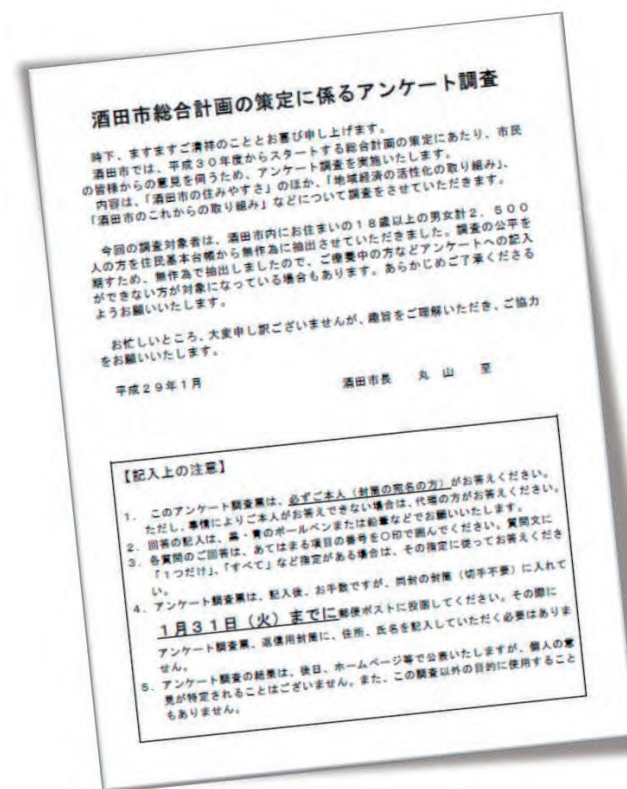 酒田市総合計画の策定に係るアンケート調査
時下、ますますご清祥のこととお喜び申し上げます。
酒田市では、平成30年度からスタートする総合計画の策定にあたり、市民
の皆様からの意見を伺うため、アンケート調査を実施いたします。
内容は、「酒田市の住みやすさ」のほか、「地域経済の活性化の取り組み」、
「酒田市のこれからの取り組み」などについて調査をさせていただきます。
今回の調査対象者は、酒田市内にお住まいの18歳以上の男女計2,500
人の方を住民基本台帳から無作為に抽出させていただきました。調査の公平を
期すため、無作為で抽出しましたので、ご療養中の方などアンケートへの記入
ができない方が対象になっている場合もあります。あらかじめご了承くださる
ようお願いいたします。
お忙しいところ、大変申し訳ございませんが、趣旨をご理解いただき、ご協力
をお願いいたします。
平成29年1月
酒田市長 丸山 至
【記入上の注意】
1. このアンケート調査票は、必ずご本人(封筒の宛名の方)がお答えください。
ただし、事情によりご本人がお答えできない場合は、代理の方がお答えください。
2. 回答の記入は、黒・青のボールペンまたは鉛筆などでお願いいたします。
3. 各質問のご回答は、あてはまる項目の番号を○印で囲んでください。質問文に
「1つだけ」、「すべて」など指定がある場合は、その指定に従ってお答えくださ
い。
4. アンケート調査票は、記入後、お手数ですが、同封の封筒(切手不要)に入れて
1月31日(火)までに郵便ポストに投函してください。その際に
アンケート調査票、返信用封筒に、住所、氏名を記入していただく必要はありま
せん。
5. アンケート調査の結果は、後日、ホームページ等で公表いたしますが、個人の意
見が特定されることはございません。また、この調査以外の目的に使用すること
もありません。